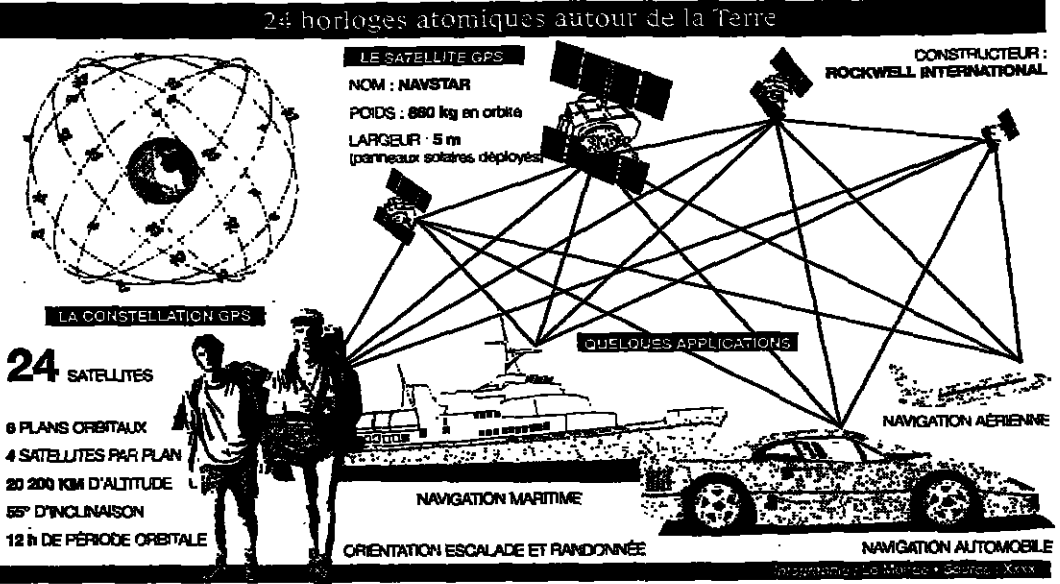 24 horloges atomiques autour de la Terre
LE SATELLITE GPS
NOM : NAVSTAR
POIDS : 860 kg en orbite
LARGEUR : 5 m
(panneaux solaires déployés)
CONSTRUCTEUR :
ROCKWELL INTERNATIONAL
LA CONSTELLATION GPS
24 SATELLITES
6 PLANS ORBITAUX
4 SATELLITES PAR PLAN
20 200 KM D'ALTITUDE
55° D'INCLINAISON
12 h DE PÉRIODE ORBITALE
QUELQUES APPLICATIONS
NAVIGATION AÉRIENNE
NAVIGATION MARITIME
ORIENTATION ESCALADE ET RANDONNÉE
NAVIGATION AUTOMOBILE
Infographie : Le Monde • Source :